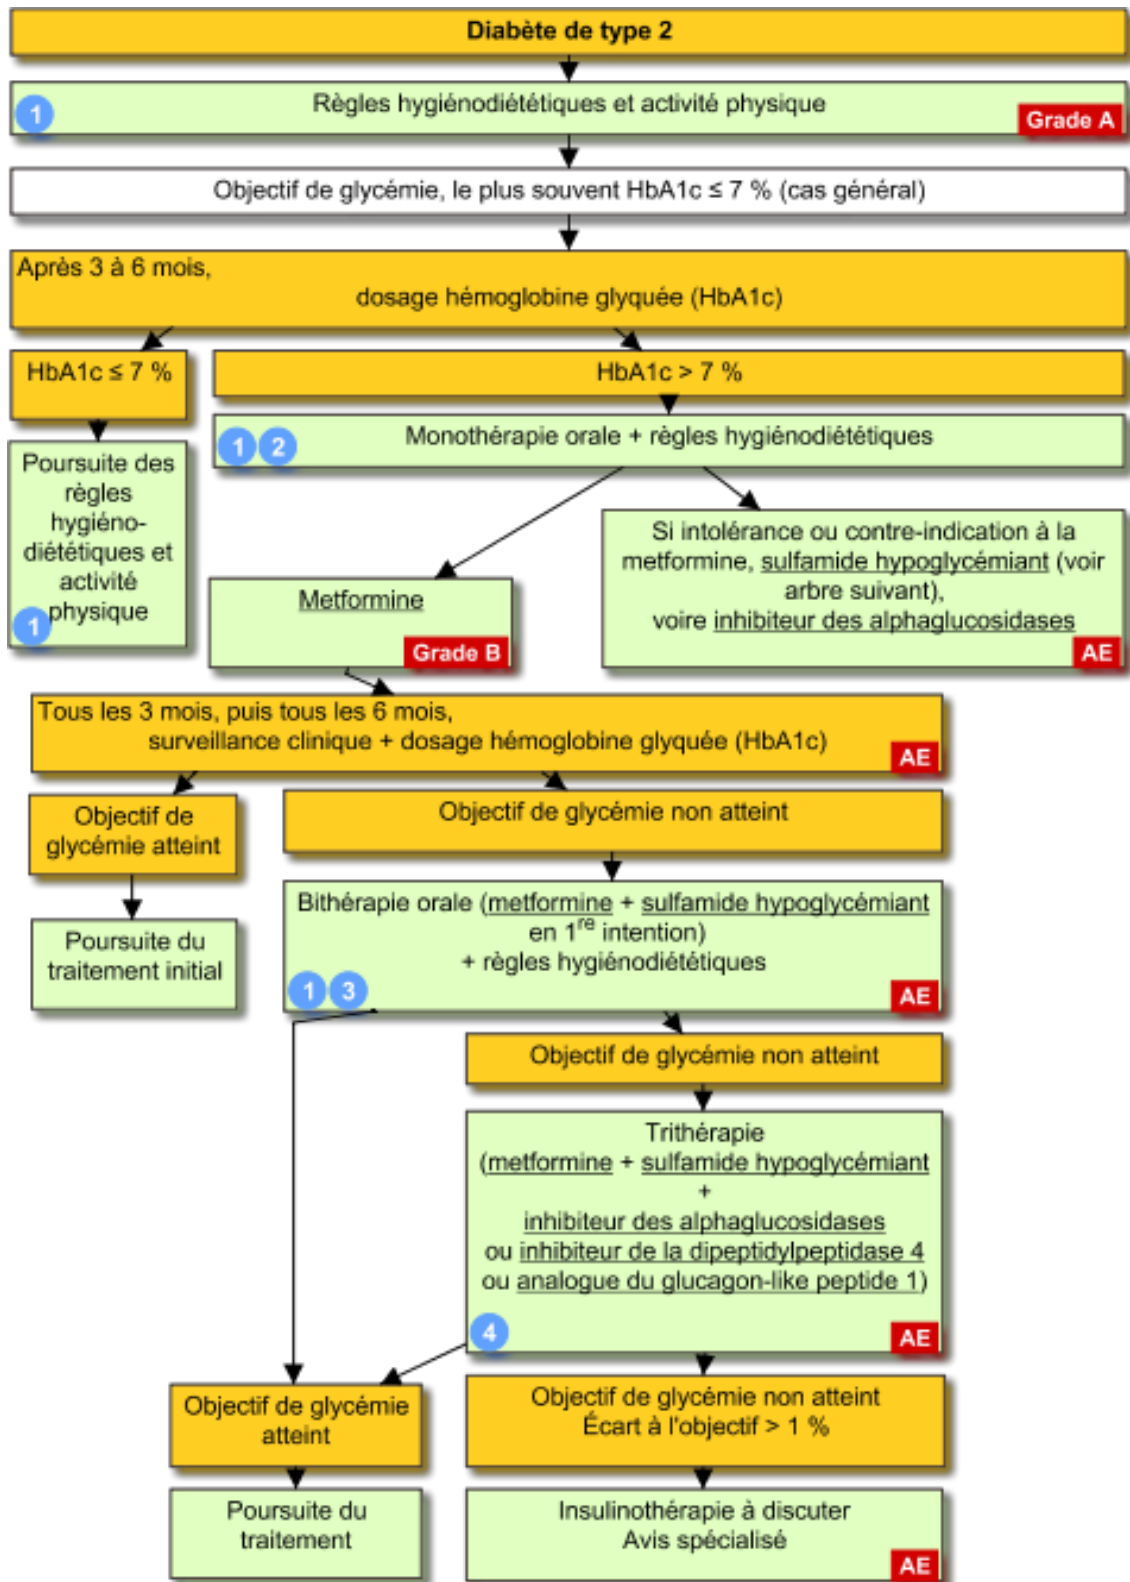 Diabète de type 2
Règles hygiénodiététiques et activité physique
1
Grade A
Objectif de glycémie, le plus souvent HbA1c ≤ 7 % (cas général)
Après 3 à 6 mois,
dosage hémoglobine glyquée (HbA1c)
HbA1c ≤ 7 %
HbA1c > 7 %
Poursuite des
règles
hygiéno-
diététiques et
activité
physique
1
Monothérapie orale + règles hygiénodiététiques
1 2
Metformine
Grade B
Si intolérance ou contre-indication à la
metformine, sulfamide hypoglycémiant (voir
arbre suivant),
voire inhibiteur des alphaglucosidases
AE
Tous les 3 mois, puis tous les 6 mois,
surveillance clinique + dosage hémoglobine glyquée (HbA1c)
AE
Objectif de
glycémie atteint
Poursuite du
traitement initial
Objectif de glycémie non atteint
Bithérapie orale (metformine + sulfamide hypoglycémiant
en 1re intention)
+ règles hygiénodiététiques
1 3
AE
Objectif de glycémie non atteint
Trithérapie
(metformine + sulfamide hypoglycémiant
+
inhibiteur des alphaglucosidases
ou inhibiteur de la dipeptidylpeptidase 4
ou analogue du glucagon-like peptide 1)
4
AE
Objectif de glycémie
atteint
Poursuite du
traitement
Objectif de glycémie non atteint
Écart à l'objectif > 1 %
Insulinothérapie à discuter
Avis spécialisé
AE